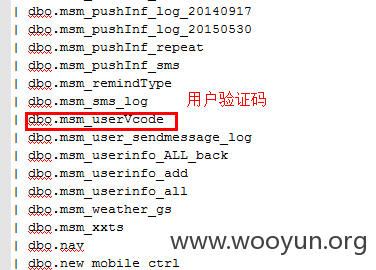 | dbo.msm_pushInf_log_20140917
| dbo.msm_pushInf_log_20150530
| dbo.msm_pushInf_repeat
| dbo.msm_pushInf_sms
| dbo.msm_remindType
| dbo.msm_sms_log 用户验证码
| dbo.msm_userVcode
| dbo.msm_user_sendmessage_log
| dbo.msm_userinfo_ALL_back
| dbo.msm_userinfo_add
| dbo.msm_userinfo_all
| dbo.msm_weather_gs
| dbo.msm_xxts
| dbo.nav
| dbo.new_mobile_ctrl
www.wooyun.org